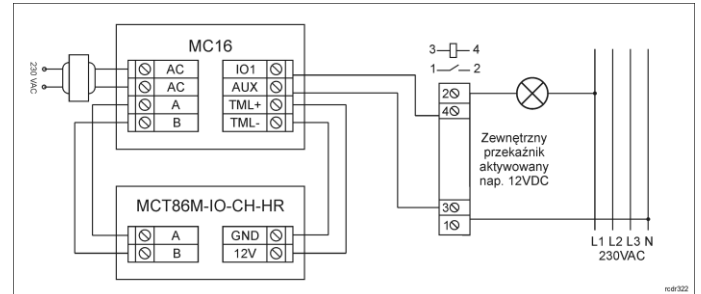 MC16
230 VAC
AC IO1
AC AUX
A TML+
B TML-
MCT86M-IO-CH-HR
A GND
B 12V
3 4
1 2
2
4
Zewnętrzny
przekaźnik
aktywowany
nap. 12VDC
3
1
L1 L2 L3 N
230VAC
rcdr322